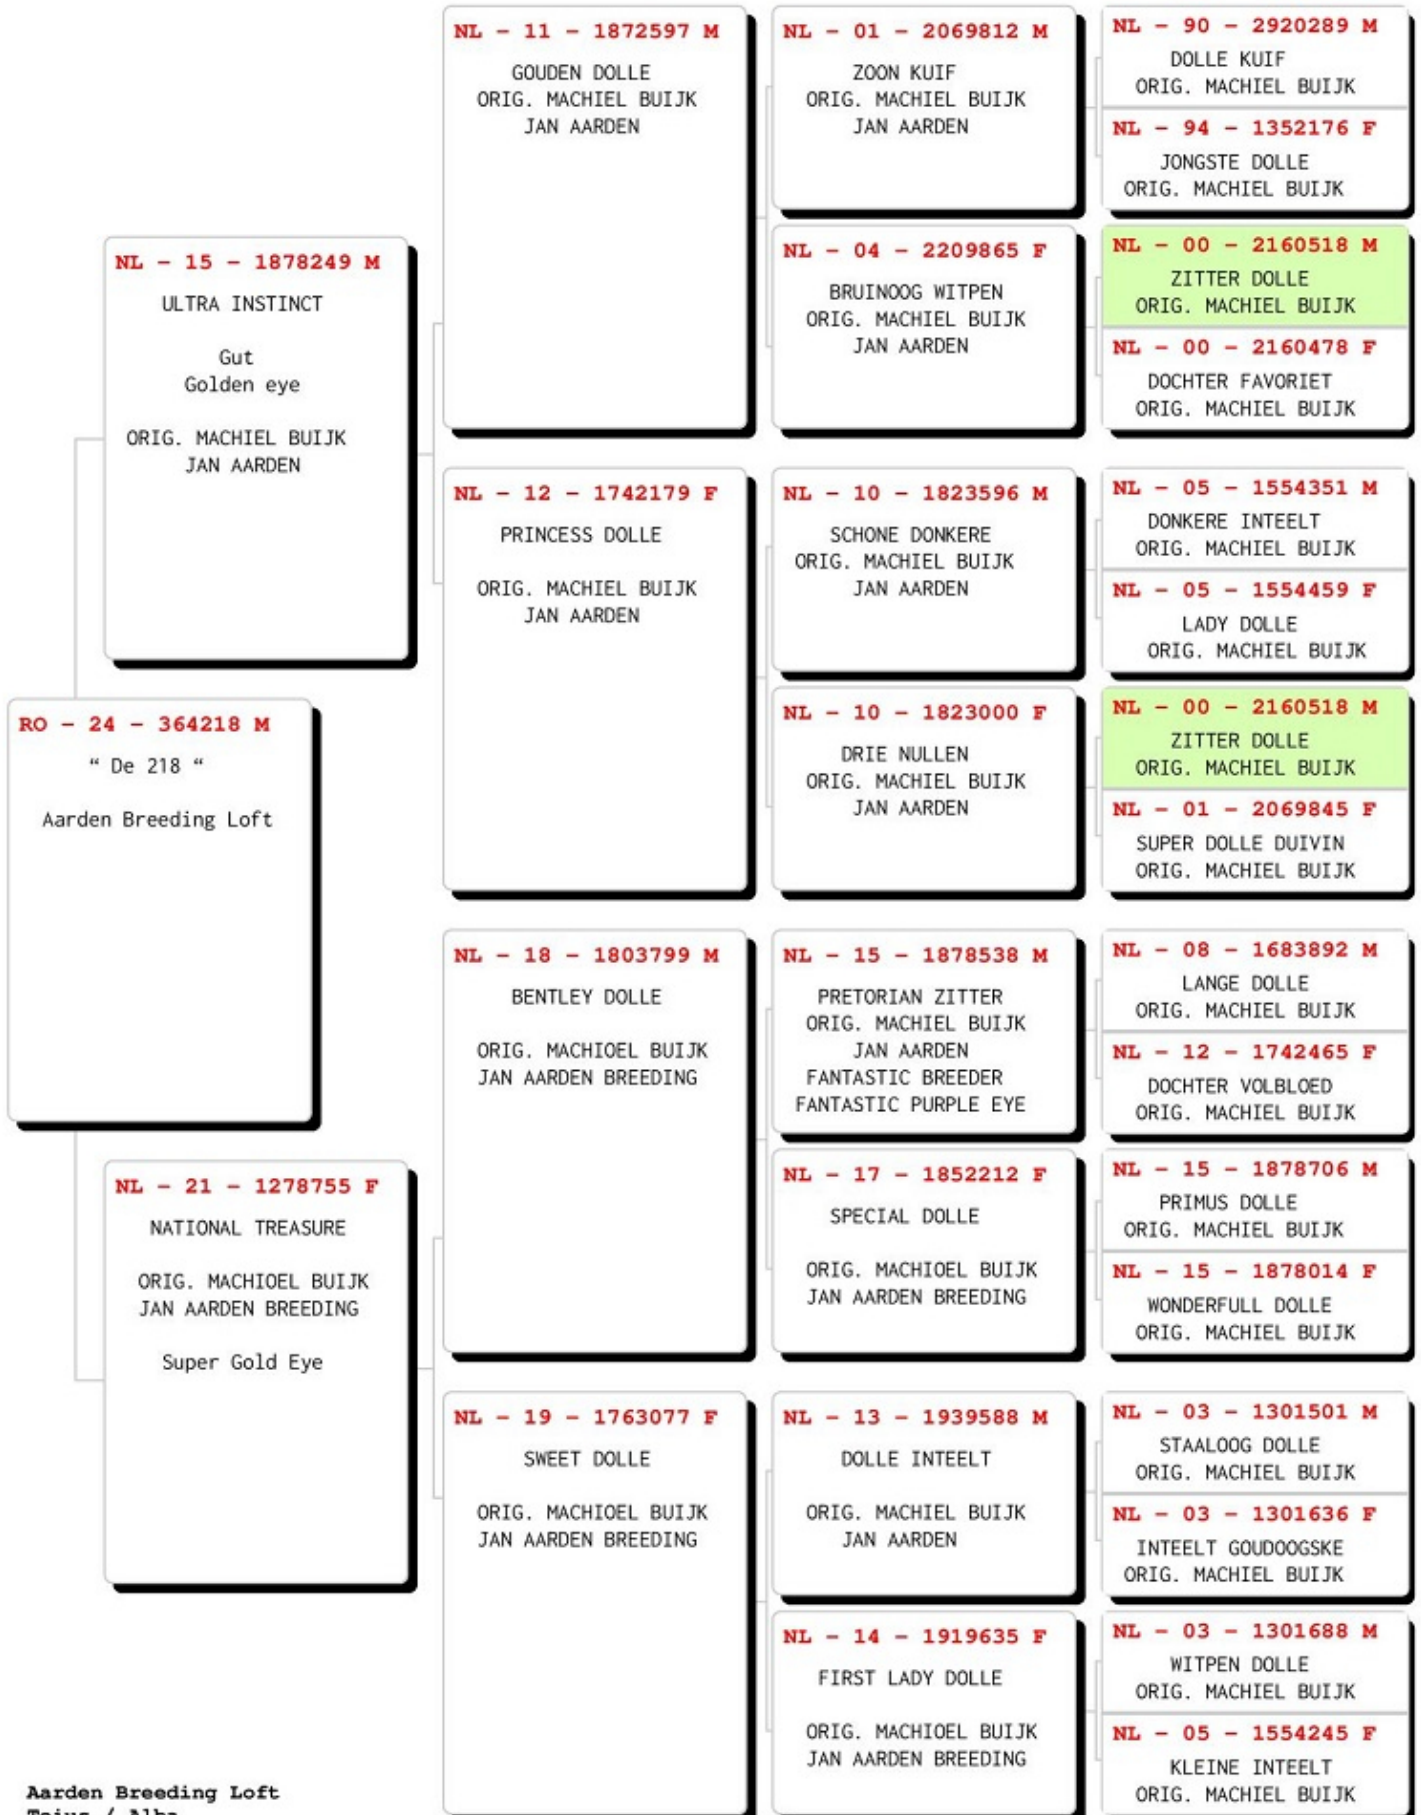 RO - 24 - 364218 M
" De 218 "
Aarden Breeding Loft
NL - 15 - 1878249 M
ULTRA INSTINCT
Gut
Golden eye
ORIG. MACHIEL BUIJK
JAN AARDEN
NL - 21 - 1278755 F
NATIONAL TREASURE
ORIG. MACHIOEL BUIJK
JAN AARDEN BREEDING
Super Gold Eye
NL - 11 - 1872597 M
GOUDEN DOLLE
ORIG. MACHIEL BUIJK
JAN AARDEN
NL - 12 - 1742179 F
PRINCESS DOLLE
ORIG. MACHIEL BUIJK
JAN AARDEN
NL - 18 - 1803799 M
BENTLEY DOLLE
ORIG. MACHIOEL BUIJK
JAN AARDEN BREEDING
NL - 19 - 1763077 F
SWEET DOLLE
ORIG. MACHIOEL BUIJK
JAN AARDEN BREEDING
NL - 01 - 2069812 M
ZOON KUIF
ORIG. MACHIEL BUIJK
JAN AARDEN
NL - 04 - 2209865 F
BRUINOOG WITPEN
ORIG. MACHIEL BUIJK
JAN AARDEN
NL - 10 - 1823596 M
SCHONE DONKERE
ORIG. MACHIEL BUIJK
JAN AARDEN
NL - 10 - 1823000 F
DRIE NULLEN
ORIG. MACHIEL BUIJK
JAN AARDEN
NL - 15 - 1878538 M
PRETORIAN ZITTER
ORIG. MACHIEL BUIJK
JAN AARDEN
FANTASTIC BREEDER
FANTASTIC PURPLE EYE
NL - 17 - 1852212 F
SPECIAL DOLLE
ORIG. MACHIOEL BUIJK
JAN AARDEN BREEDING
NL - 13 - 1939588 M
DOLLE INTEELT
ORIG. MACHIEL BUIJK
JAN AARDEN
NL - 14 - 1919635 F
FIRST LADY DOLLE
ORIG. MACHIOEL BUIJK
JAN AARDEN BREEDING
NL - 90 - 2920289 M
DOLLE KUIF
ORIG. MACHIEL BUIJK
NL - 94 - 1352176 F
JONGSTE DOLLE
ORIG. MACHIEL BUIJK
NL - 00 - 2160518 M
ZITTER DOLLE
ORIG. MACHIEL BUIJK
NL - 00 - 2160478 F
DOCHTER FAVORIET
ORIG. MACHIEL BUIJK
NL - 05 - 1554351 M
DONKERE INTEELT
ORIG. MACHIEL BUIJK
NL - 05 - 1554459 F
LADY DOLLE
ORIG. MACHIEL BUIJK
NL - 00 - 2160518 M
ZITTER DOLLE
ORIG. MACHIEL BUIJK
NL - 01 - 2069845 F
SUPER DOLLE DUIVIN
ORIG. MACHIEL BUIJK
NL - 08 - 1683892 M
LANGE DOLLE
ORIG. MACHIEL BUIJK
NL - 12 - 1742465 F
DOCHTER VOLBLOED
ORIG. MACHIEL BUIJK
NL - 15 - 1878706 M
PRIMUS DOLLE
ORIG. MACHIEL BUIJK
NL - 15 - 1878014 F
WONDERFULL DOLLE
ORIG. MACHIEL BUIJK
NL - 03 - 1301501 M
STAALOOG DOLLE
ORIG. MACHIEL BUIJK
NL - 03 - 1301636 F
INTEELT GOUDOOGSKE
ORIG. MACHIEL BUIJK
NL - 03 - 1301688 M
WITPEN DOLLE
ORIG. MACHIEL BUIJK
NL - 05 - 1554245 F
KLEINE INTEELT
ORIG. MACHIEL BUIJK
Aarden Breeding Loft